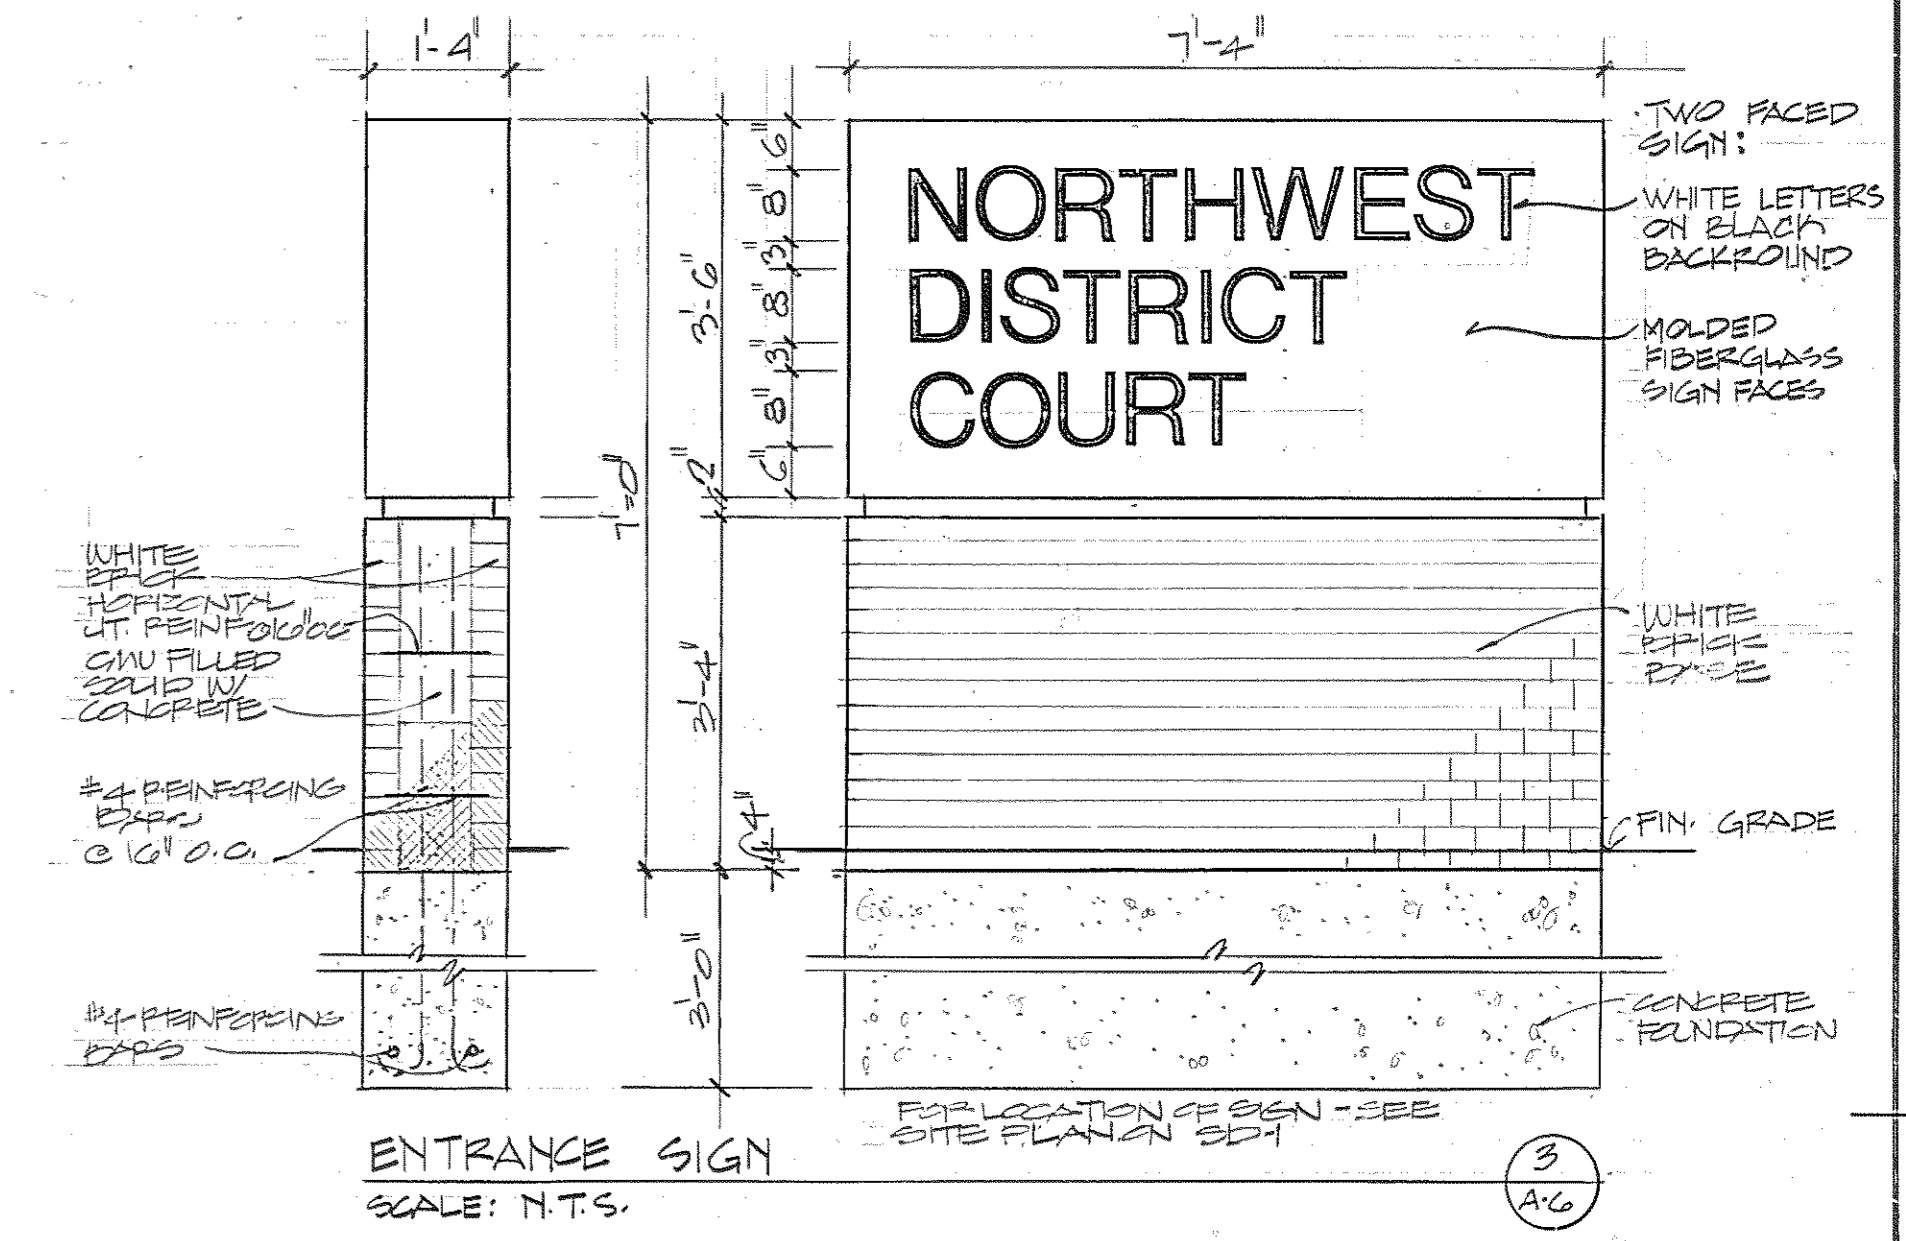 1'-4"
7'-4"
6"
8"
3"
8"
3"
8"
6"
3'-6"
2"
7'-0"
3'-4"
4"
3'-0"
NORTHWEST
DISTRICT
COURT
TWO FACED
SIGN:
WHITE LETTERS
ON BLACK
BACKROUND
MOLDED
FIBERGLASS
SIGN FACES
WHITE
BRICK
BASE
FIN. GRADE
CONCRETE
FOUNDATION
WHITE
BRICK
HORIZONTAL
JT. REINF @16"OC
CMU FILLED
SOLID W/
CONCRETE
#4 REINFORCING
BARS
@ 16" O.C.
#4 REINFORCING
BARS
FOR LOCATION OF SIGN - SEE
SITE PLAN ON SD-1
ENTRANCE SIGN
SCALE: N.T.S.
3
A-6